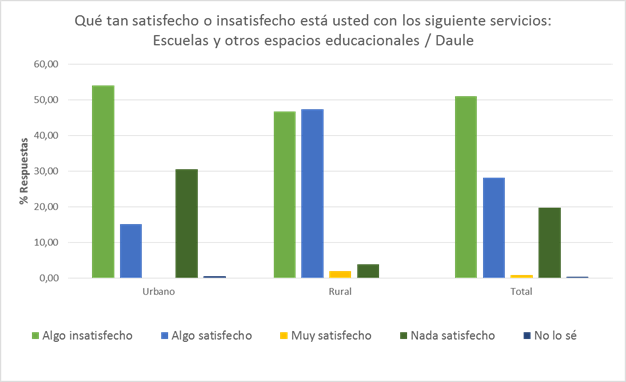 Qué tan satisfecho o insatisfecho está usted con los siguiente servicios:
Escuelas y otros espacios educacionales / Daule
60,00
50,00
40,00
30,00
20,00
10,00
0,00
% Respuestas
Urbano Rural Total
Algo insatisfecho Algo satisfecho Muy satisfecho Nada satisfecho No lo sé